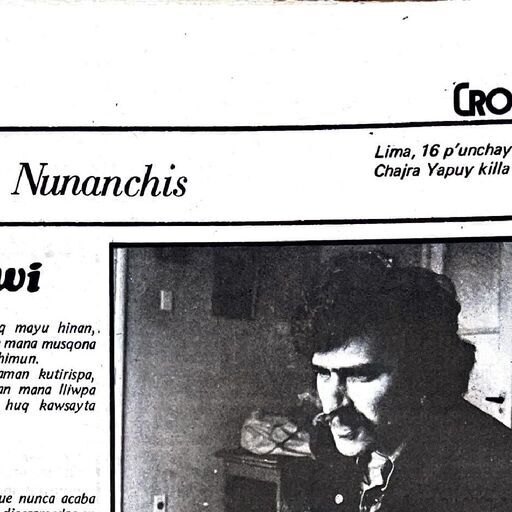 CRO
Lima, 16 p'unchay
Chajra Yapuy killa
Nunanchis
wi
q mayu hinan,.
mana musqona
himun.
aman kutirispa,
an mana lliwpa
huq kawsayta
ue nunca acaba